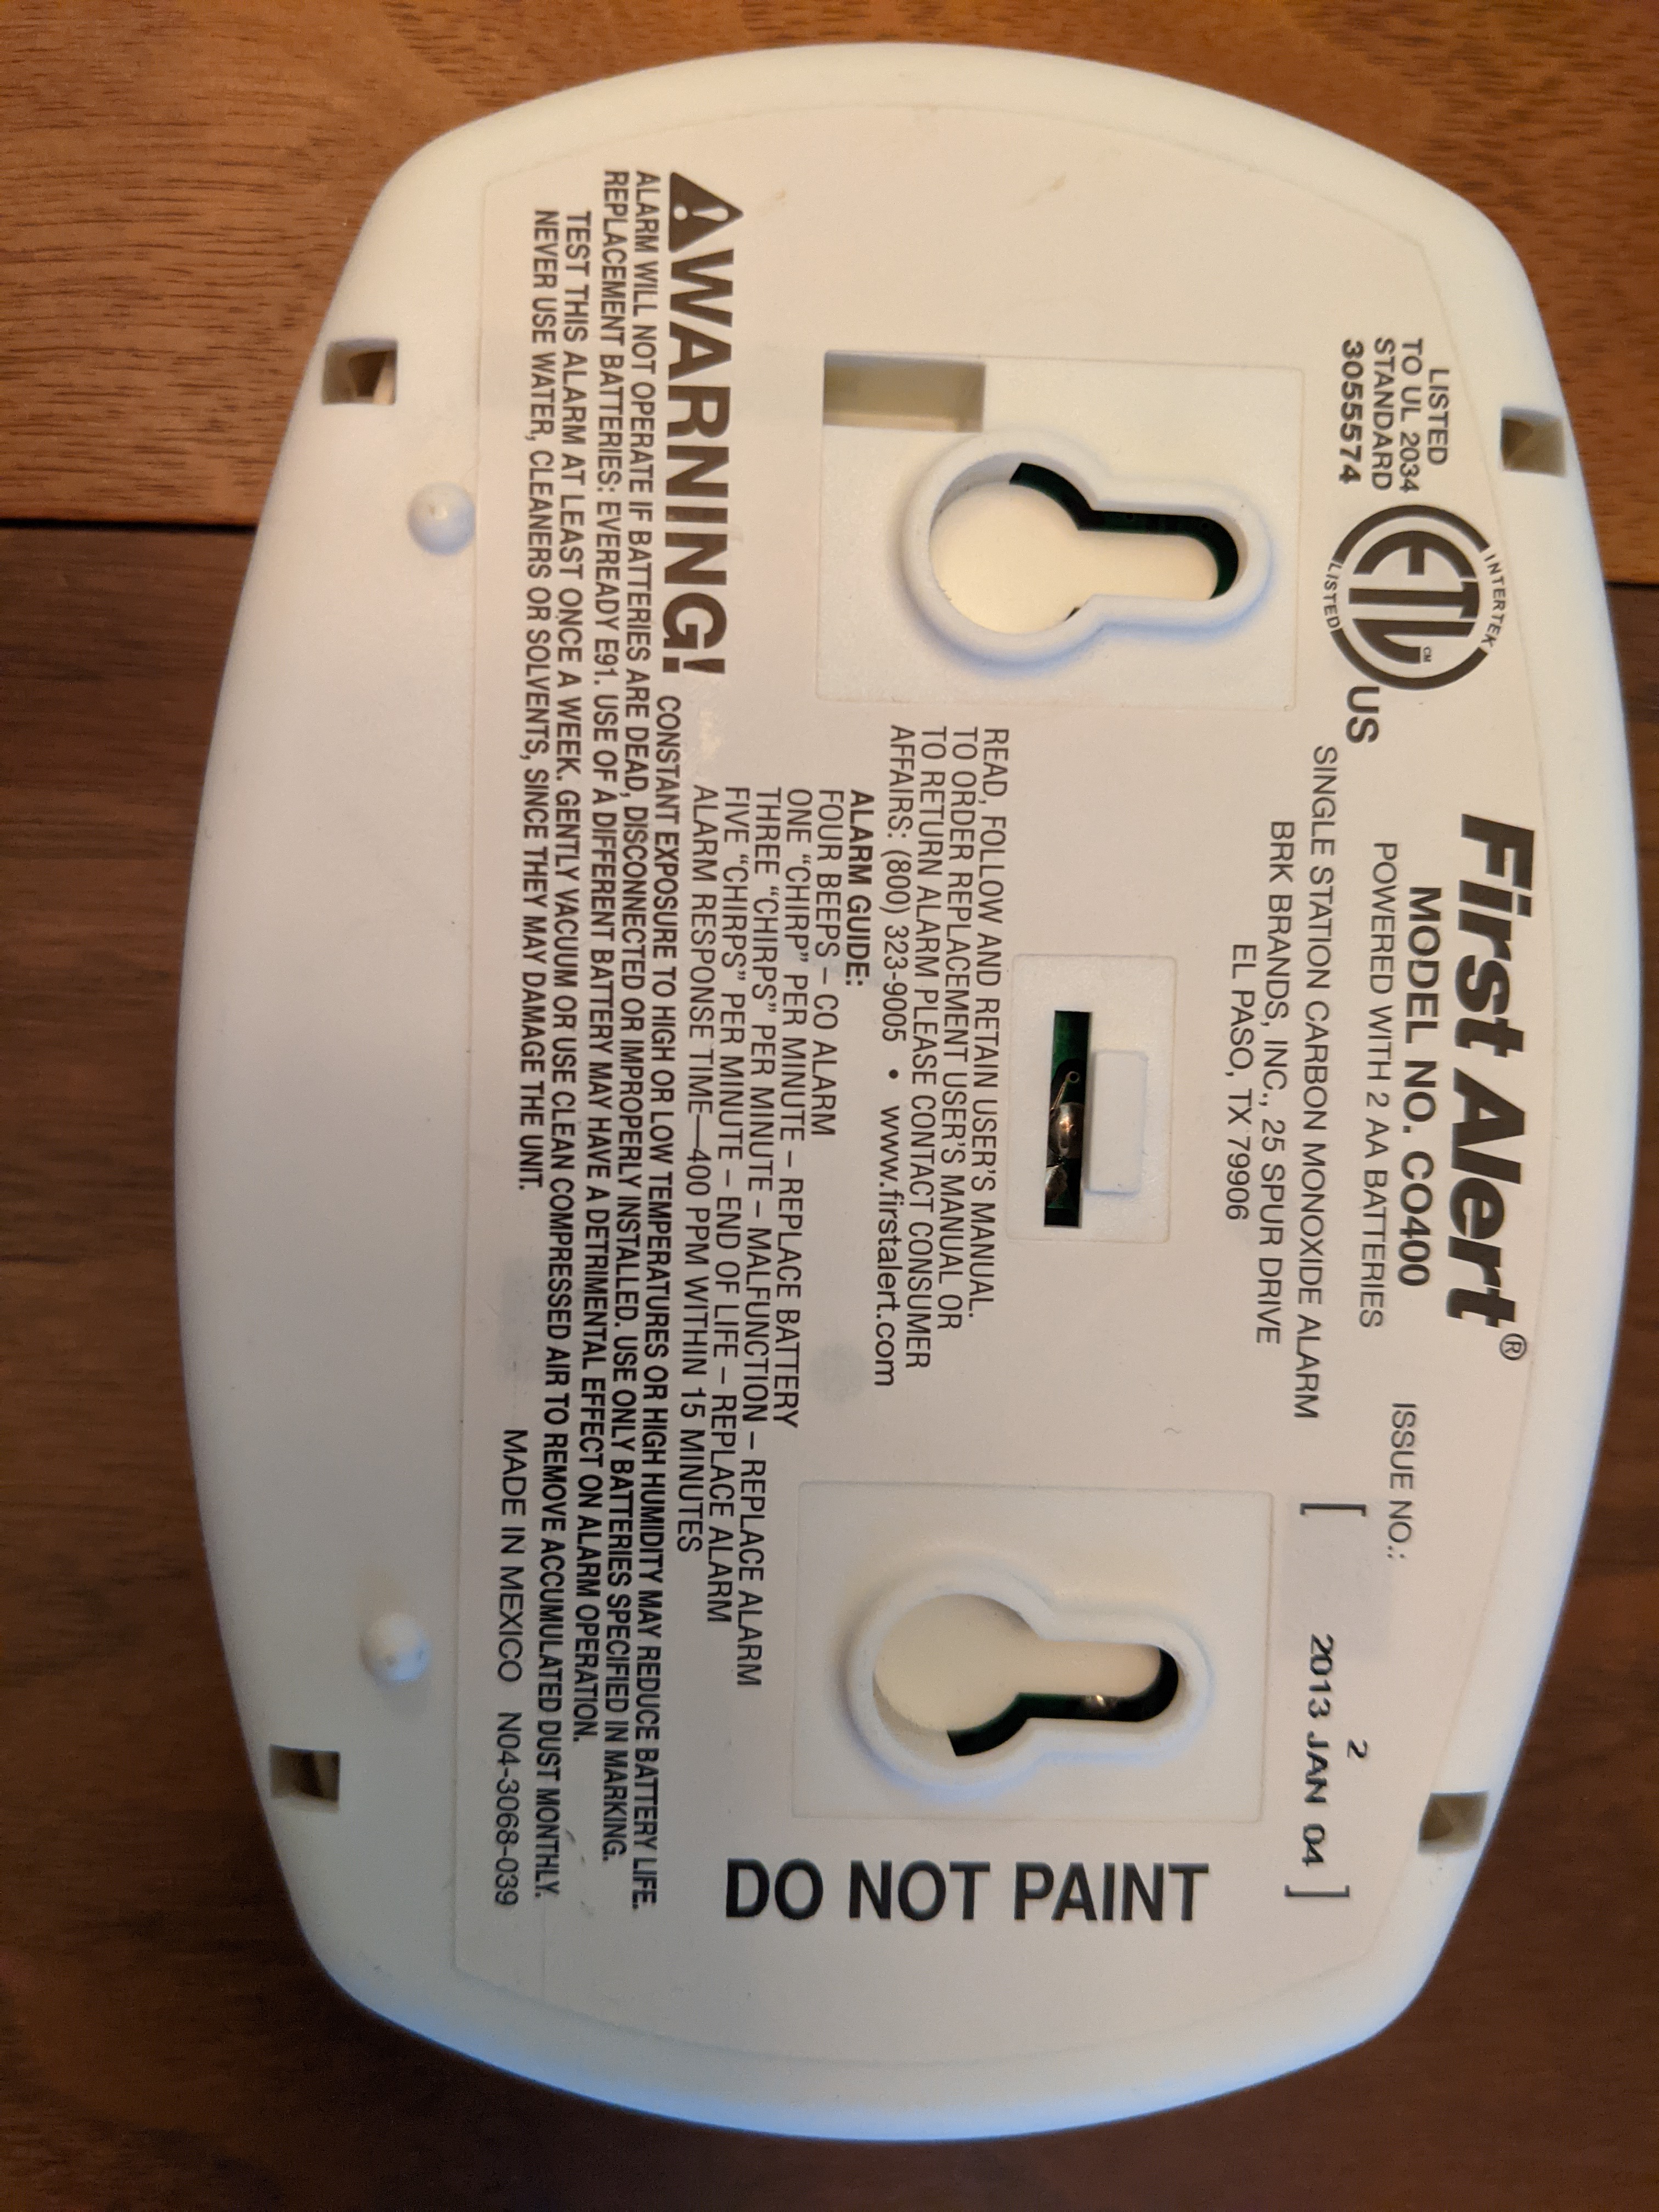 LISTED
TO UL 2034
STANDARD
3055574
INTERTEK
ETL
CM
LISTED
US
First Alert®
MODEL NO. CO400
POWERED WITH 2 AA BATTERIES
SINGLE STATION CARBON MONOXIDE ALARM
BRK BRANDS, INC., 25 SPUR DRIVE
EL PASO, TX 79906
ISSUE NO.:
2
[ 2013 JAN 04 ]
READ, FOLLOW AND RETAIN USER'S MANUAL.
TO ORDER REPLACEMENT USER'S MANUAL OR
TO RETURN ALARM PLEASE CONTACT CONSUMER
AFFAIRS: (800) 323-9005 • www.firstalert.com
ALARM GUIDE:
FOUR BEEPS – CO ALARM
ONE “CHIRP” PER MINUTE – REPLACE BATTERY
THREE “CHIRPS” PER MINUTE – MALFUNCTION – REPLACE ALARM
FIVE “CHIRPS” PER MINUTE – END OF LIFE – REPLACE ALARM
ALARM RESPONSE TIME—400 PPM WITHIN 15 MINUTES
DO NOT PAINT
WARNING! CONSTANT EXPOSURE TO HIGH OR LOW TEMPERATURES OR HIGH HUMIDITY MAY REDUCE BATTERY LIFE.
ALARM WILL NOT OPERATE IF BATTERIES ARE DEAD, DISCONNECTED OR IMPROPERLY INSTALLED. USE ONLY BATTERIES SPECIFIED IN MARKING.
REPLACEMENT BATTERIES: EVEREADY E91. USE OF A DIFFERENT BATTERY MAY HAVE A DETRIMENTAL EFFECT ON ALARM OPERATION.
TEST THIS ALARM AT LEAST ONCE A WEEK. GENTLY VACUUM OR USE CLEAN COMPRESSED AIR TO REMOVE ACCUMULATED DUST MONTHLY.
NEVER USE WATER, CLEANERS OR SOLVENTS, SINCE THEY MAY DAMAGE THE UNIT.
MADE IN MEXICO N04-3068-039